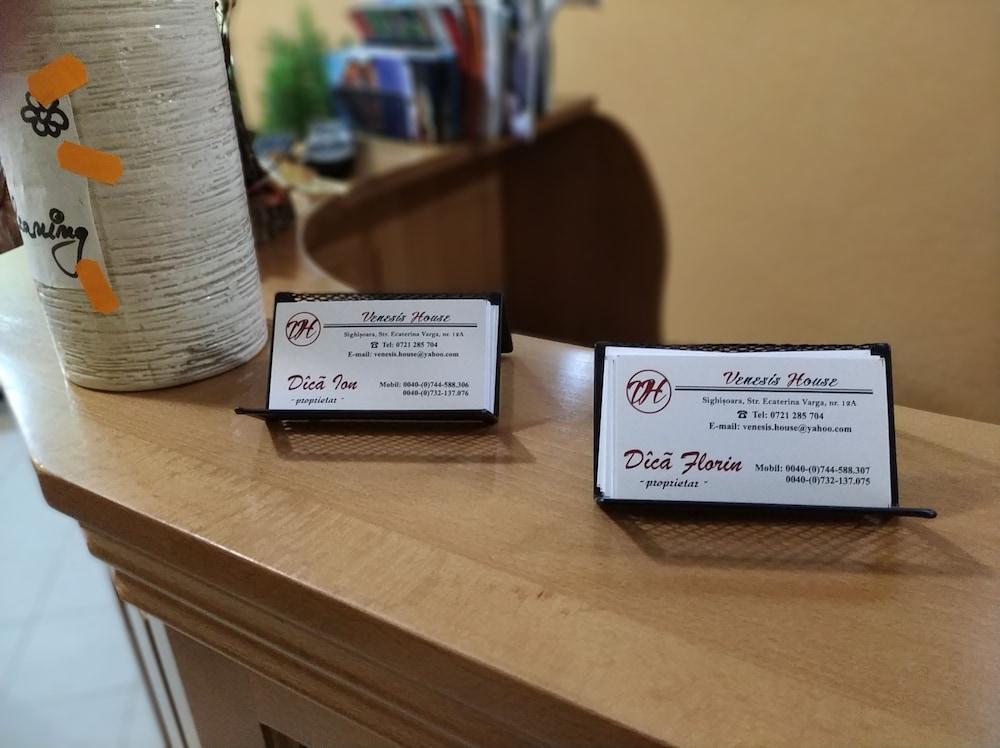 VH
Venesis House
Sighișoara, Str. Ecaterina Varga, nr. 12A
☎ Tel: 0721 285 704
E-mail: venesis.house@yahoo.com
Dîcã Ion
- proprietar -
Mobil: 0040-(0)744-588.306
0040-(0)732-137.076
VH
Venesis House
Sighișoara, Str. Ecaterina Varga, nr. 12A
☎ Tel: 0721 285 704
E-mail: venesis.house@yahoo.com
Dîcã Florin
- proprietar -
Mobil: 0040-(0)744-588.307
0040-(0)732-137.075